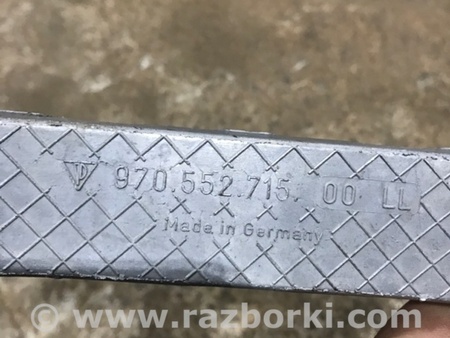 970.552.715. 00 LL
Made in Germany
© www.razborki.com